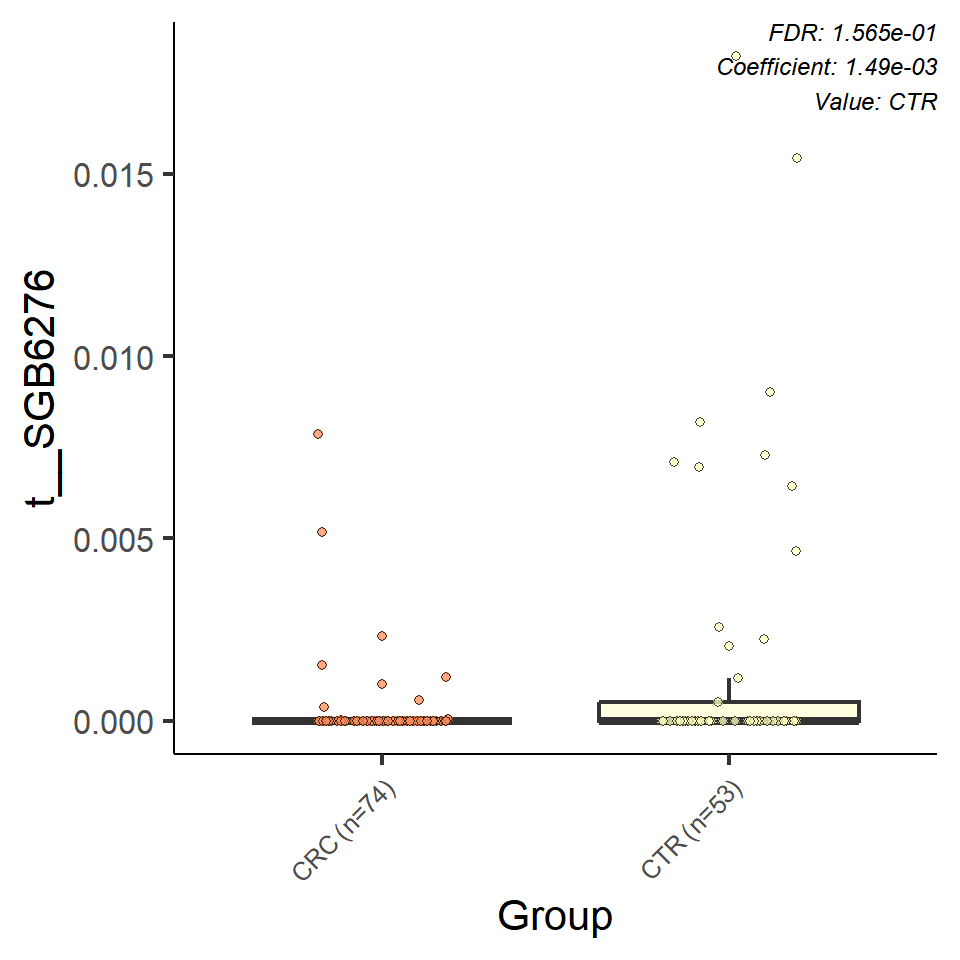 FDR: 1.565e-01
Coefficient: 1.49e-03
Value: CTR
0.015
0.010
0.005
0.000
t__SGB6276
CRC (n=74)
CTR (n=53)
Group